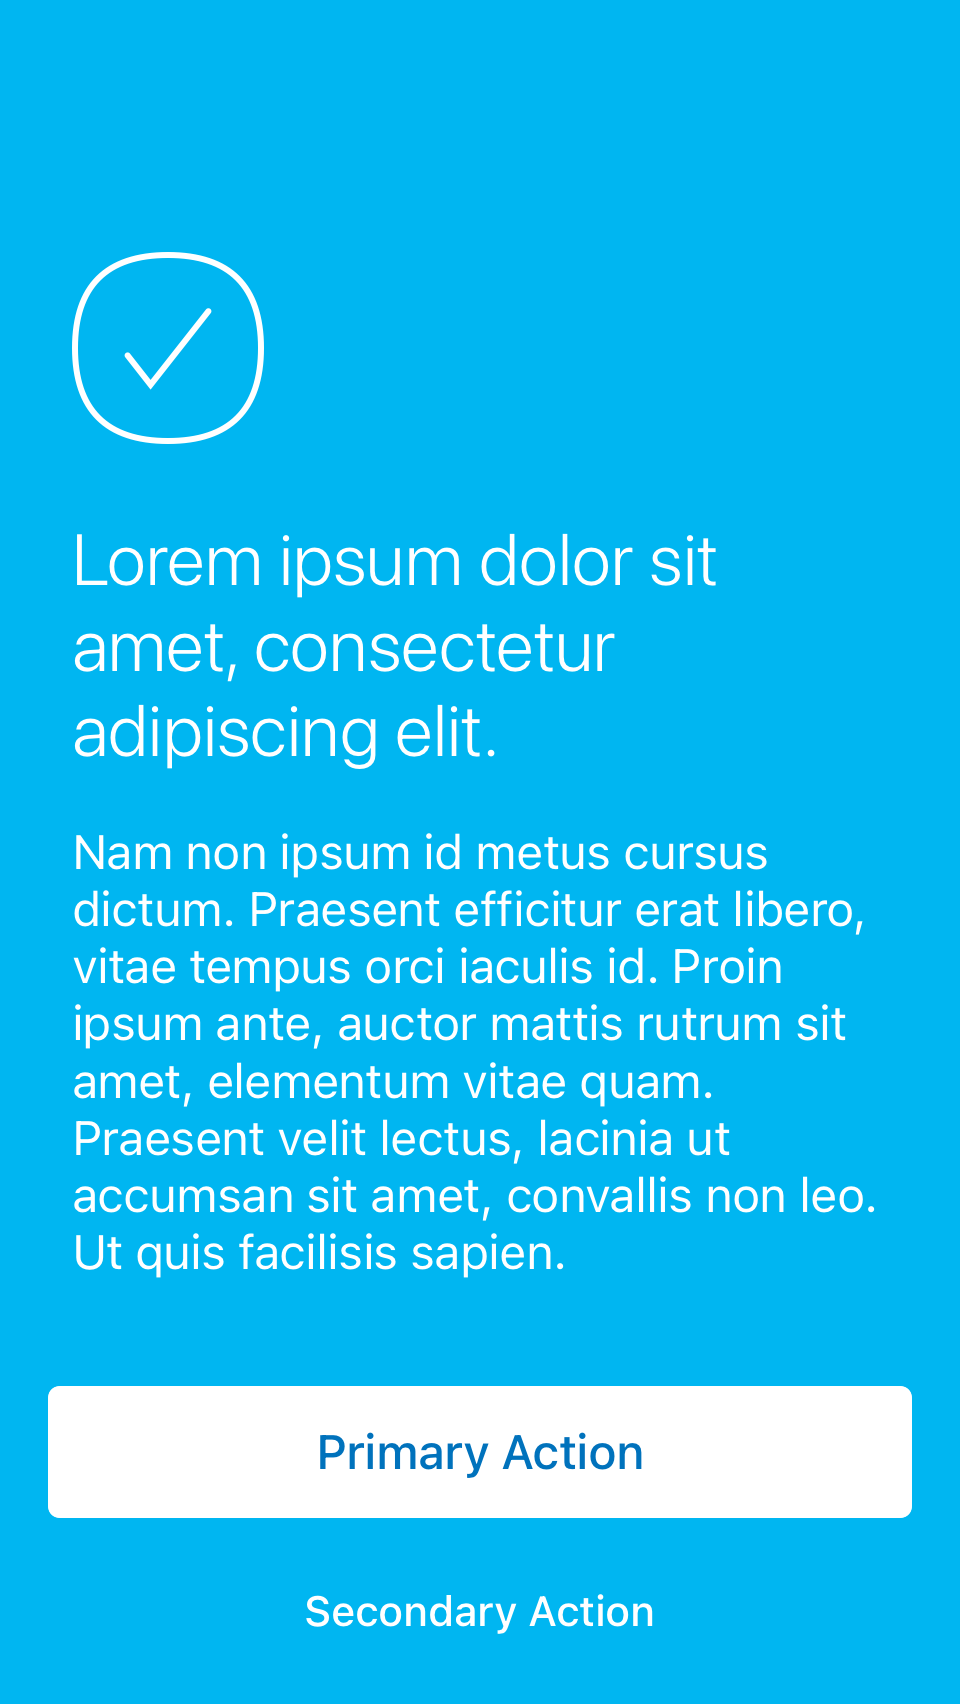 Lorem ipsum dolor sit
amet, consectetur
adipiscing elit.
Nam non ipsum id metus cursus
dictum. Praesent efficitur erat libero,
vitae tempus orci iaculis id. Proin
ipsum ante, auctor mattis rutrum sit
amet, elementum vitae quam.
Praesent velit lectus, lacinia ut
accumsan sit amet, convallis non leo.
Ut quis facilisis sapien.
Primary Action
Secondary Action